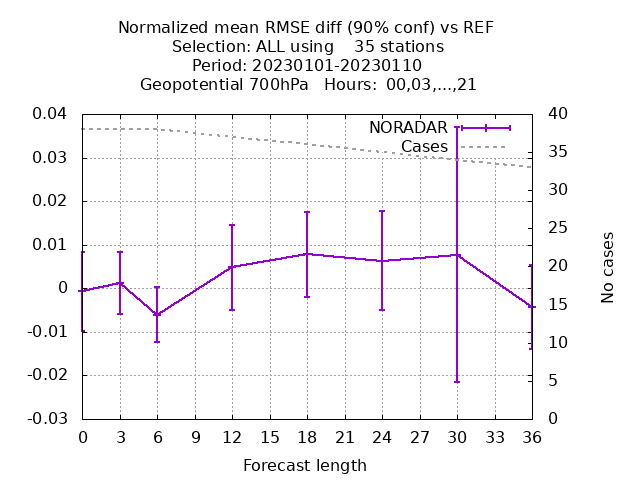 Normalized mean RMSE diff (90% conf) vs REF
Selection: ALL using    35 stations
Period: 20230101-20230110
Geopotential 700hPa   Hours: 00,03,...,21
NORADAR
Cases
0.04
0.03
0.02
0.01
0
-0.01
-0.02
-0.03
40
35
30
25
20
15
10
5
0
No cases
0 3 6 9 12 15 18 21 24 27 30 33 36
Forecast length